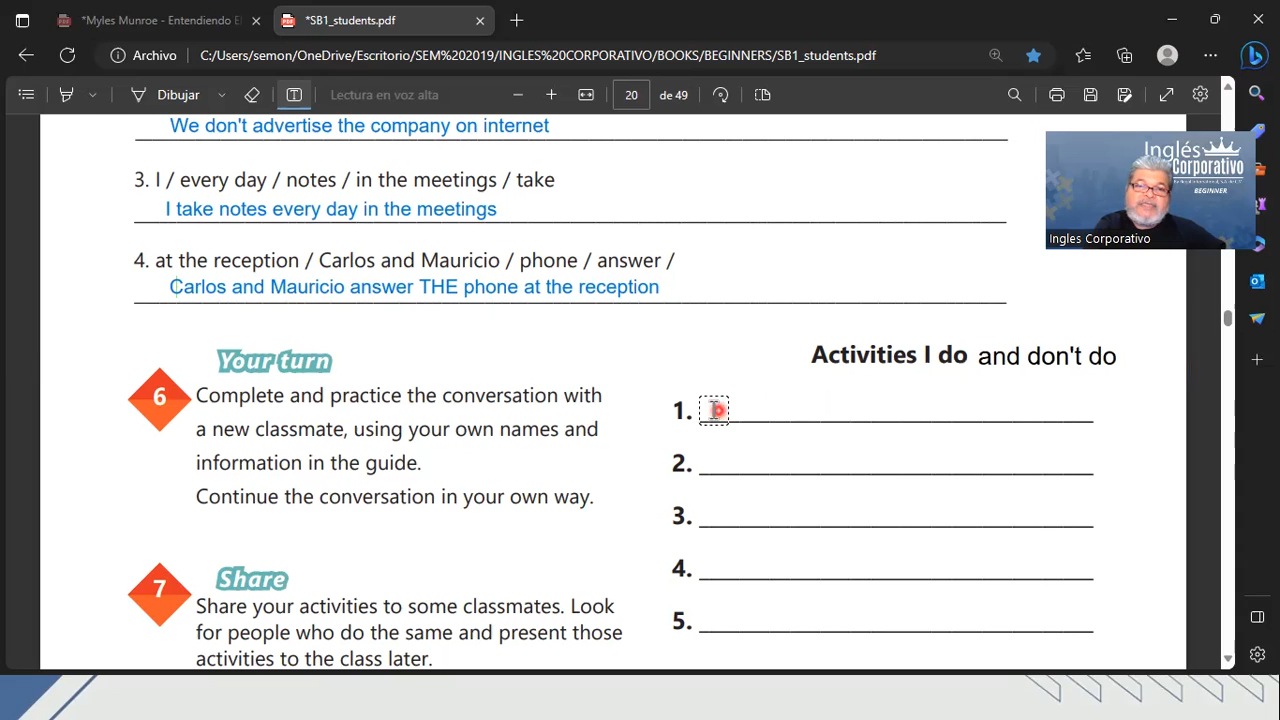 *Myles Munroe - Entendiendo El
*SB1_students.pdf
Archivo
C:/Users/semon/OneDrive/Escritorio/SEM%202019/INGLES%20CORPORATIVO/BOOKS/BEGINNERS/SB1_students.pdf
Dibujar
Lectura en voz alta
20
de 49
We don't advertise the company on internet
3. I / every day / notes / in the meetings / take
I take notes every day in the meetings
Inglés
Corporativo
BEGINNER
Ingles Corporativo
4. at the reception / Carlos and Mauricio / phone / answer /
Carlos and Mauricio answer THE phone at the reception
Your turn
6
Complete and practice the conversation with
a new classmate, using your own names and
information in the guide.
Continue the conversation in your own way.
Activities I do and don't do
1.
2.
3.
4.
5.
7
Share
Share your activities to some classmates. Look
for people who do the same and present those
activities to the class later.